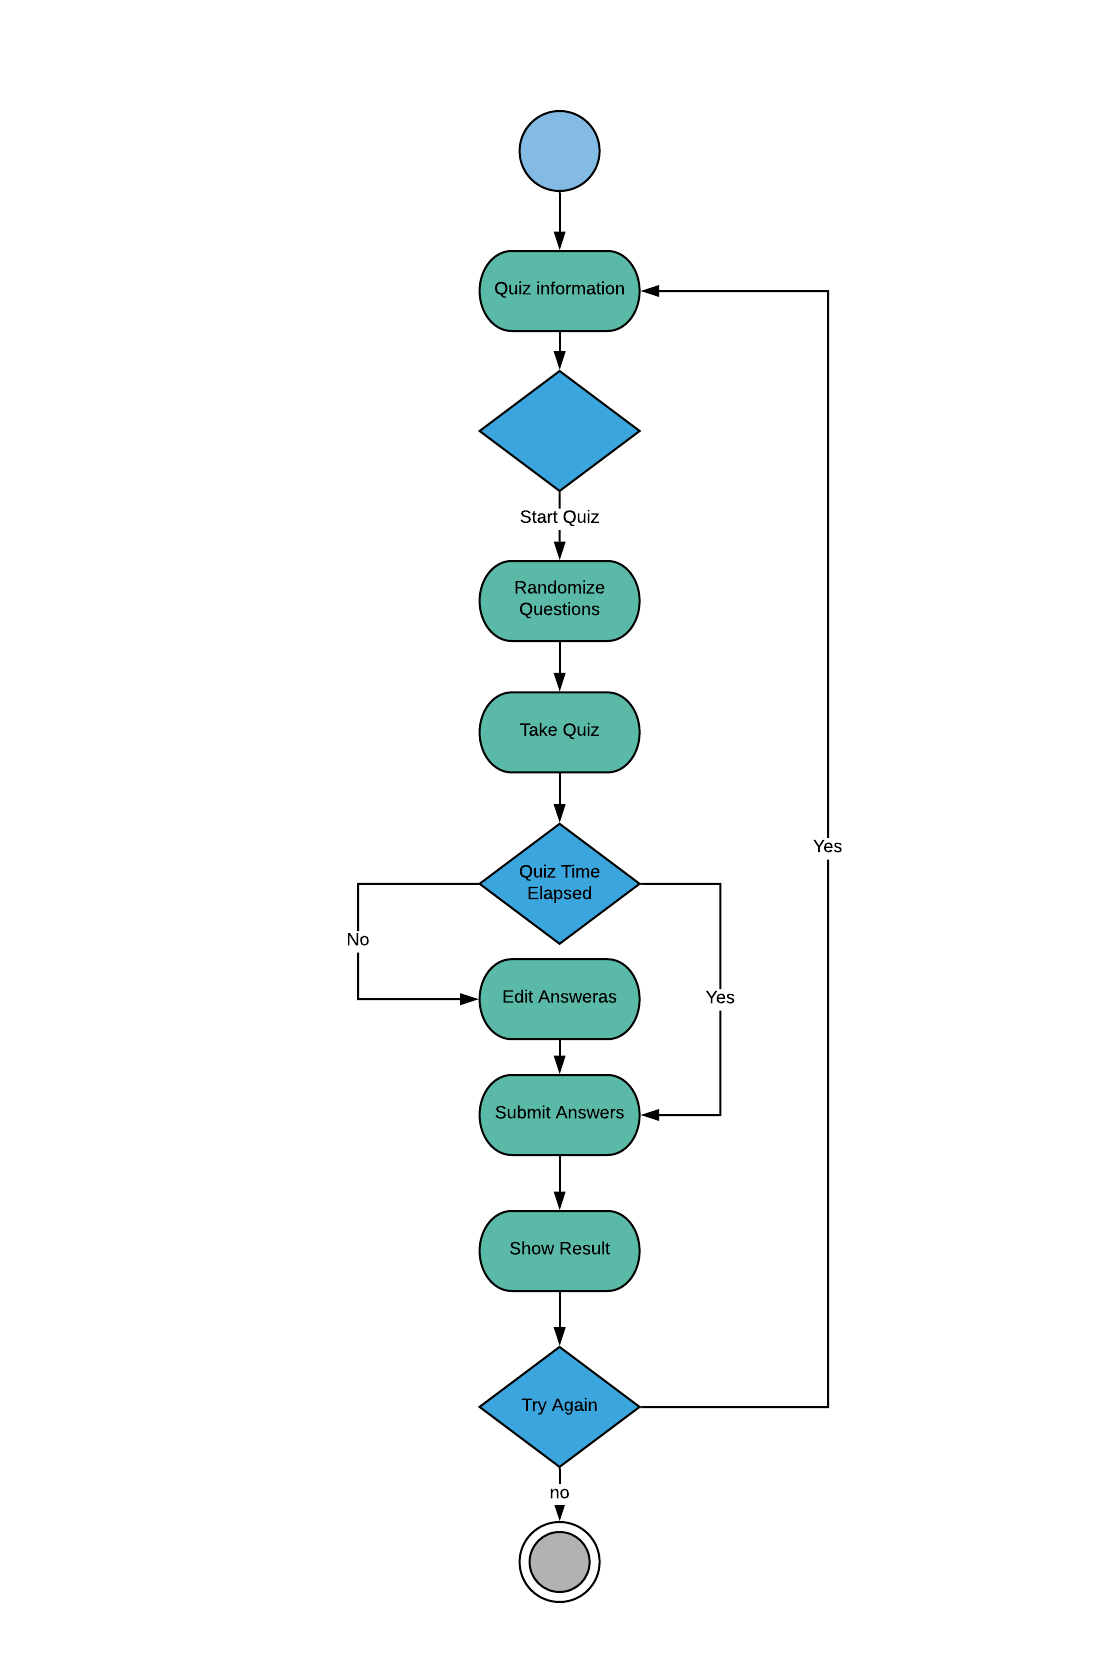 Quiz information
Start Quiz
Randomize
Questions
Take Quiz
Yes
Quiz Time
Elapsed
No
Edit Answeras
Yes
Submit Answers
Show Result
Try Again
no